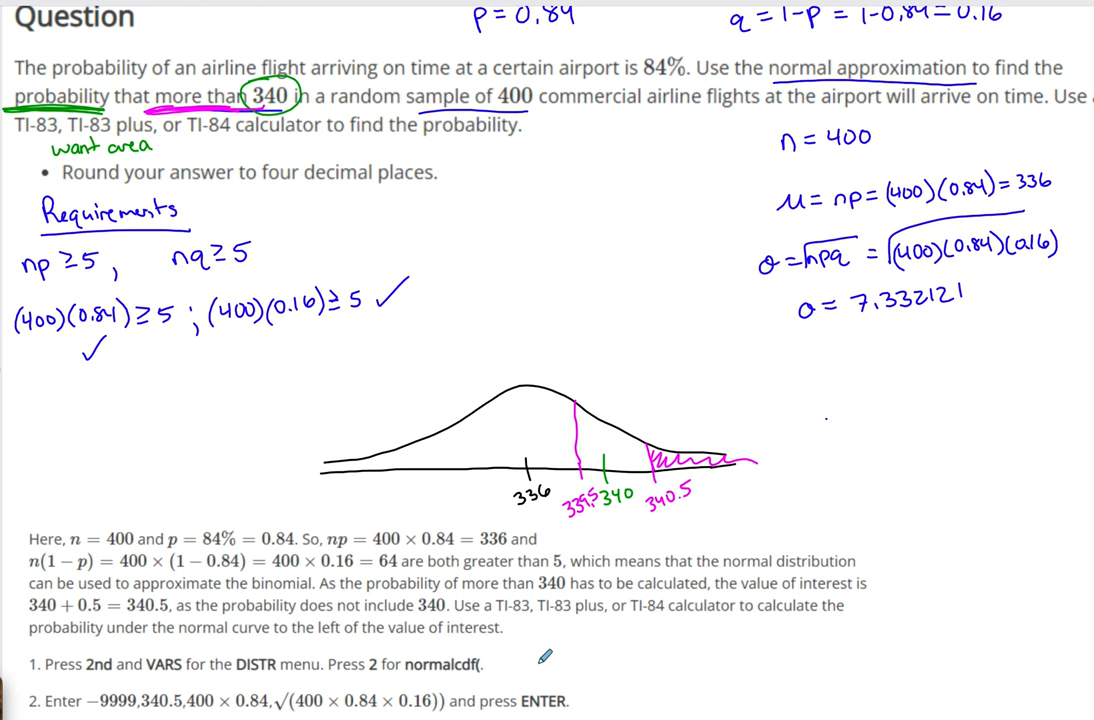 Question
p = 0.84
q = 1-p = 1-0.84 = 0.16
The probability of an airline flight arriving on time at a certain airport is 84%. Use the normal approximation to find the
probability that more than 340 in a random sample of 400 commercial airline flights at the airport will arrive on time. Use
TI-83, TI-83 plus, or TI-84 calculator to find the probability.
want area
n = 400
• Round your answer to four decimal places.
μ = np = (400)(0.84) = 336
Requirements
np ≥ 5, nq ≥ 5
σ = √npq = √(400)(0.84)(0.16)
(400)(0.84) ≥ 5 ; (400)(0.16) ≥ 5 ✓
✓
σ = 7.332121
336 339.5 340 340.5
Here, n = 400 and p = 84% = 0.84. So, np = 400 × 0.84 = 336 and
n(1 − p) = 400 × (1 − 0.84) = 400 × 0.16 = 64 are both greater than 5, which means that the normal distribution
can be used to approximate the binomial. As the probability of more than 340 has to be calculated, the value of interest is
340 + 0.5 = 340.5, as the probability does not include 340. Use a TI-83, TI-83 plus, or TI-84 calculator to calculate the
probability under the normal curve to the left of the value of interest.
1. Press 2nd and VARS for the DISTR menu. Press 2 for normalcdf(.
2. Enter −9999,340.5,400 × 0.84,√(400 × 0.84 × 0.16)) and press ENTER.